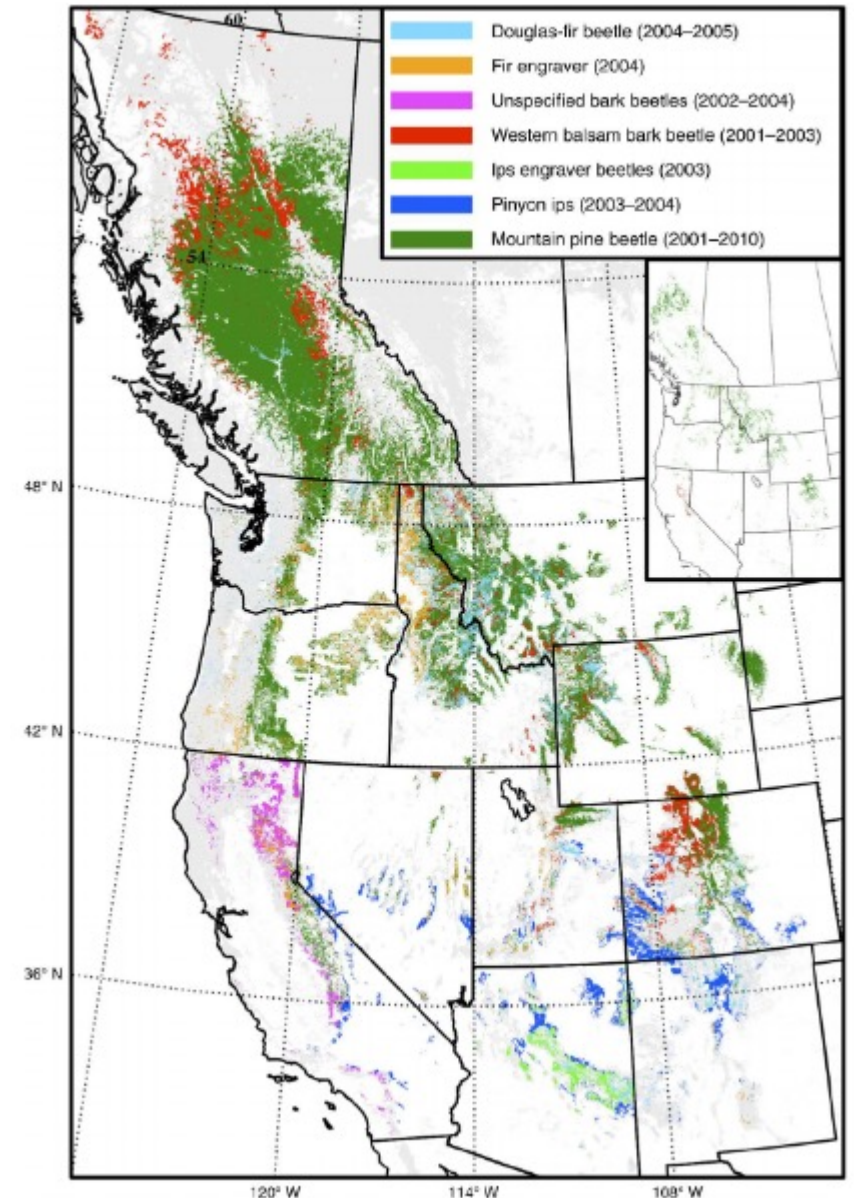 60
Douglas-fir beetle (2004–2005)
Fir engraver (2004)
Unspecified bark beetles (2002–2004)
Western balsam bark beetle (2001–2003)
Ips engraver beetles (2003)
Pinyon ips (2003–2004)
Mountain pine beetle (2001–2010)
54
48° N
42° N
36° N
120° W
114° W
108° W